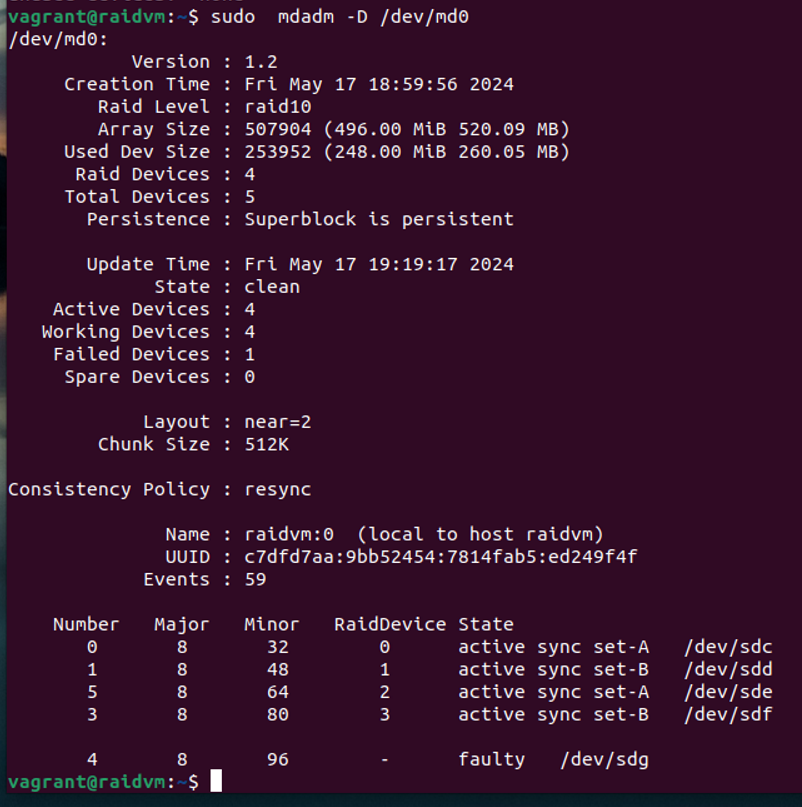 vagrant@raidvm:~$ sudo  mdadm -D /dev/md0
/dev/md0:
           Version : 1.2
     Creation Time : Fri May 17 18:59:56 2024
        Raid Level : raid10
        Array Size : 507904 (496.00 MiB 520.09 MB)
     Used Dev Size : 253952 (248.00 MiB 260.05 MB)
      Raid Devices : 4
     Total Devices : 5
       Persistence : Superblock is persistent

       Update Time : Fri May 17 19:19:17 2024
             State : clean
    Active Devices : 4
   Working Devices : 4
    Failed Devices : 1
     Spare Devices : 0

            Layout : near=2
        Chunk Size : 512K

Consistency Policy : resync

              Name : raidvm:0  (local to host raidvm)
              UUID : c7dfd7aa:9bb52454:7814fab5:ed249f4f
            Events : 59

    Number   Major   Minor   RaidDevice State
       0       8       32        0      active sync set-A   /dev/sdc
       1       8       48        1      active sync set-B   /dev/sdd
       5       8       64        2      active sync set-A   /dev/sde
       3       8       80        3      active sync set-B   /dev/sdf

       4       8       96        -      faulty   /dev/sdg
vagrant@raidvm:~$